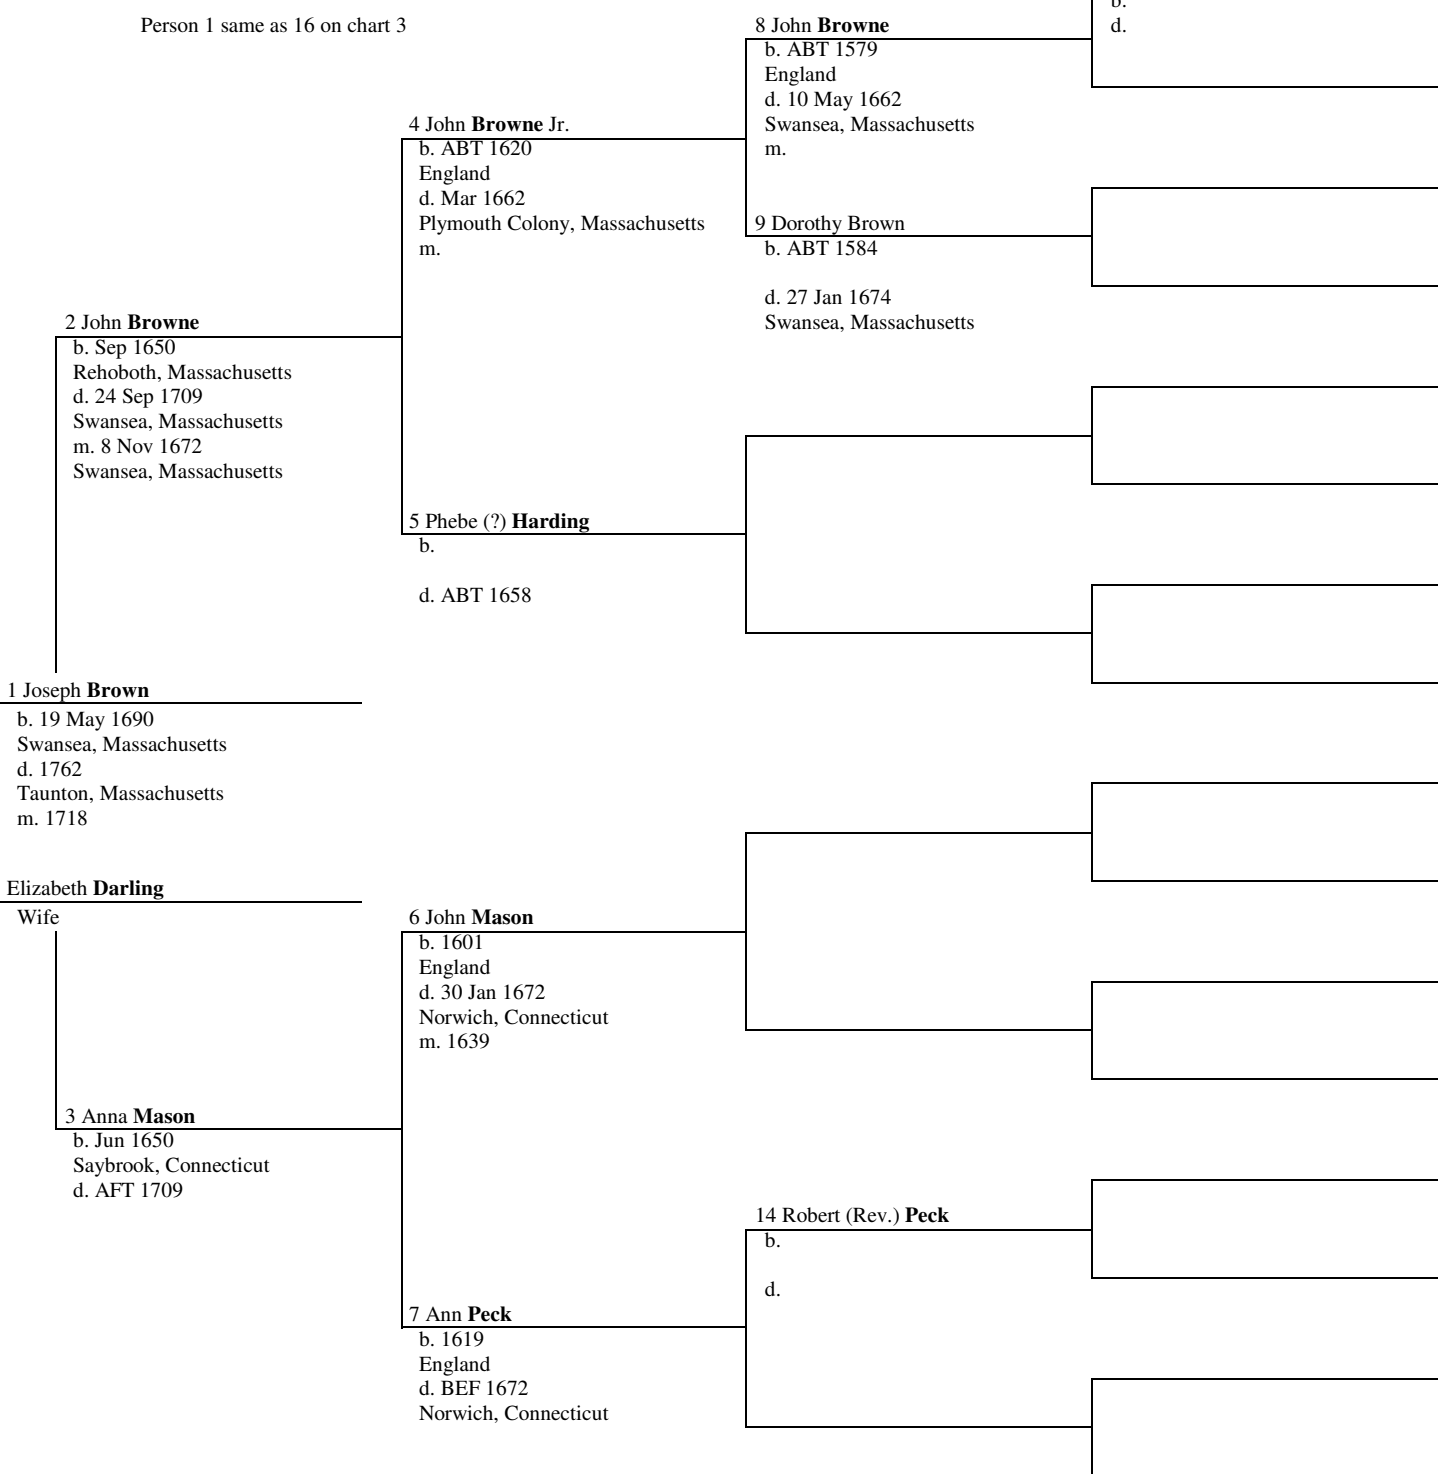 b.
d.
Person 1 same as 16 on chart 3
8 John Browne
b. ABT 1579
England
d. 10 May 1662
Swansea, Massachusetts
m.
4 John Browne Jr.
b. ABT 1620
England
d. Mar 1662
Plymouth Colony, Massachusetts
m.
9 Dorothy Brown
b. ABT 1584
d. 27 Jan 1674
Swansea, Massachusetts
2 John Browne
b. Sep 1650
Rehoboth, Massachusetts
d. 24 Sep 1709
Swansea, Massachusetts
m. 8 Nov 1672
Swansea, Massachusetts
5 Phebe (?) Harding
b.
d. ABT 1658
1 Joseph Brown
b. 19 May 1690
Swansea, Massachusetts
d. 1762
Taunton, Massachusetts
m. 1718
Elizabeth Darling
Wife
6 John Mason
b. 1601
England
d. 30 Jan 1672
Norwich, Connecticut
m. 1639
3 Anna Mason
b. Jun 1650
Saybrook, Connecticut
d. AFT 1709
14 Robert (Rev.) Peck
b.
d.
7 Ann Peck
b. 1619
England
d. BEF 1672
Norwich, Connecticut